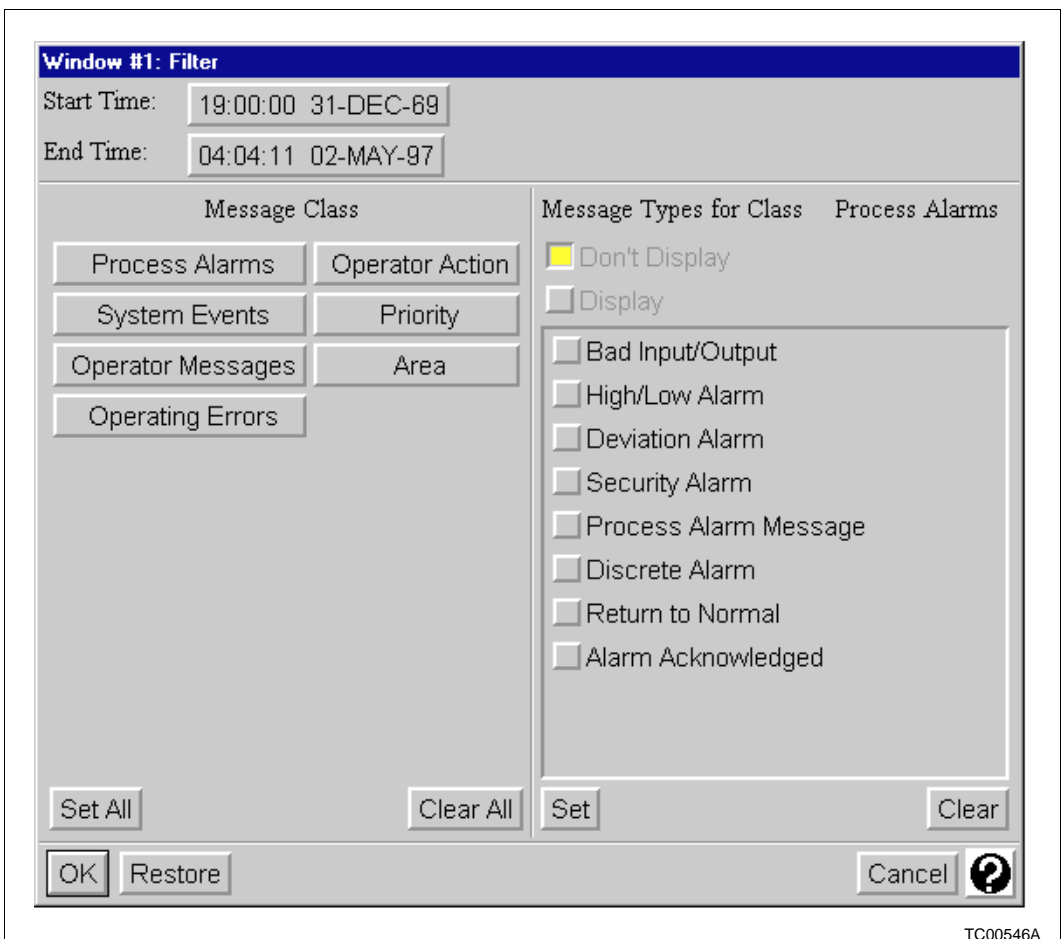 Window #1: Filter
Start Time: 19:00:00 31-DEC-69
End Time: 04:04:11 02-MAY-97
Message Class
Process Alarms Operator Action
System Events Priority
Operator Messages Area
Operating Errors
Set All Clear All
Message Types for Class Process Alarms
Don't Display
Display
Bad Input/Output
High/Low Alarm
Deviation Alarm
Security Alarm
Process Alarm Message
Discrete Alarm
Return to Normal
Alarm Acknowledged
Set Clear
OK Restore Cancel ?
TC00546A